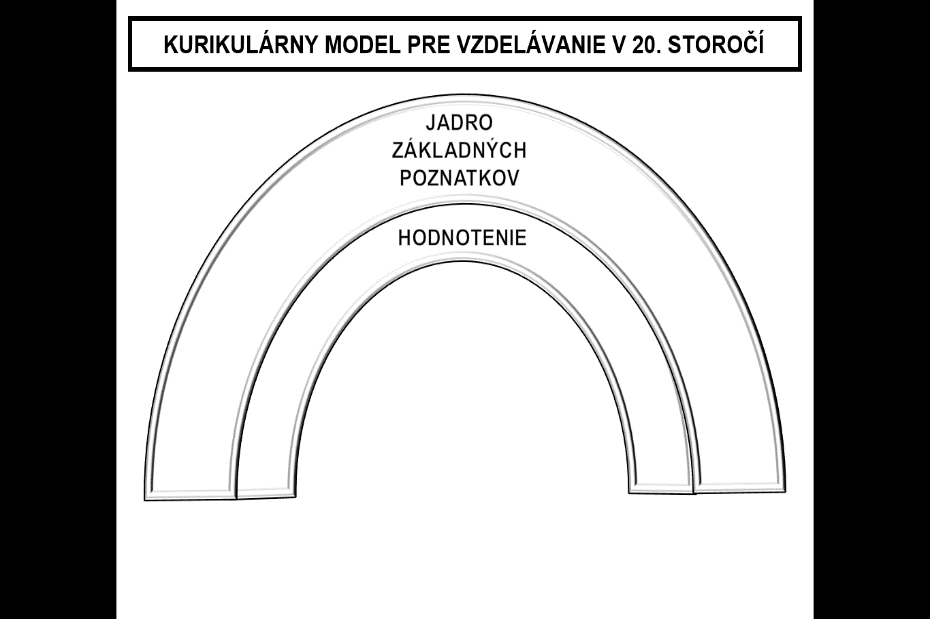 KURIKULÁRNY MODEL PRE VZDELÁVANIE V 20. STOROČÍ
JADRO
ZÁKLADNÝCH
POZNATKOV
HODNOTENIE